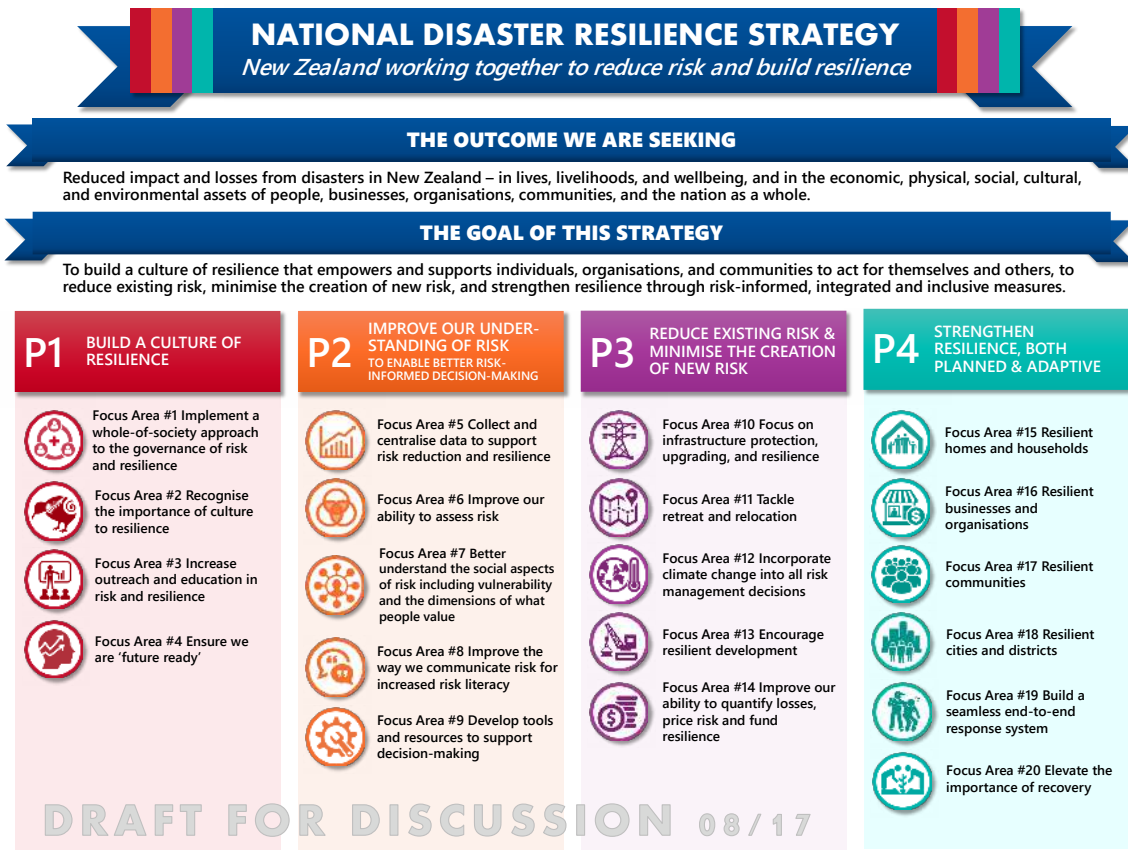 NATIONAL DISASTER RESILIENCE STRATEGY
New Zealand working together to reduce risk and build resilience
THE OUTCOME WE ARE SEEKING
Reduced impact and losses from disasters in New Zealand – in lives, livelihoods, and wellbeing, and in the economic, physical, social, cultural,
and environmental assets of people, businesses, organisations, communities, and the nation as a whole.
THE GOAL OF THIS STRATEGY
To build a culture of resilience that empowers and supports individuals, organisations, and communities to act for themselves and others, to
reduce existing risk, minimise the creation of new risk, and strengthen resilience through risk-informed, integrated and inclusive measures.
P1
BUILD A CULTURE OF
RESILIENCE
Focus Area #1 Implement a
whole-of-society approach
to the governance of risk
and resilience
Focus Area #2 Recognise
the importance of culture
to resilience
Focus Area #3 Increase
outreach and education in
risk and resilience
Focus Area #4 Ensure we
are ‘future ready’
P2
IMPROVE OUR UNDER-
STANDING OF RISK
TO ENABLE BETTER RISK-
INFORMED DECISION-MAKING
Focus Area #5 Collect and
centralise data to support
risk reduction and resilience
Focus Area #6 Improve our
ability to assess risk
Focus Area #7 Better
understand the social aspects
of risk including vulnerability
and the dimensions of what
people value
Focus Area #8 Improve the
way we communicate risk for
increased risk literacy
Focus Area #9 Develop tools
and resources to support
decision-making
P3
REDUCE EXISTING RISK &
MINIMISE THE CREATION
OF NEW RISK
Focus Area #10 Focus on
infrastructure protection,
upgrading, and resilience
Focus Area #11 Tackle
retreat and relocation
Focus Area #12 Incorporate
climate change into all risk
management decisions
Focus Area #13 Encourage
resilient development
Focus Area #14 Improve our
ability to quantify losses,
price risk and fund
resilience
P4
STRENGTHEN
RESILIENCE, BOTH
PLANNED & ADAPTIVE
Focus Area #15 Resilient
homes and households
Focus Area #16 Resilient
businesses and
organisations
Focus Area #17 Resilient
communities
Focus Area #18 Resilient
cities and districts
Focus Area #19 Build a
seamless end-to-end
response system
Focus Area #20 Elevate the
importance of recovery
DRAFT FOR DISCUSSION 08/17